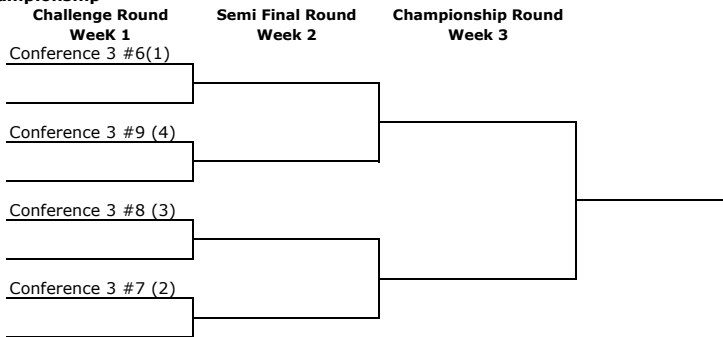 Challenge Round Semi Final Round Championship Round
WeeK 1 Week 2 Week 3
Conference 3 #6(1)
Conference 3 #9 (4)
Conference 3 #8 (3)
Conference 3 #7 (2)